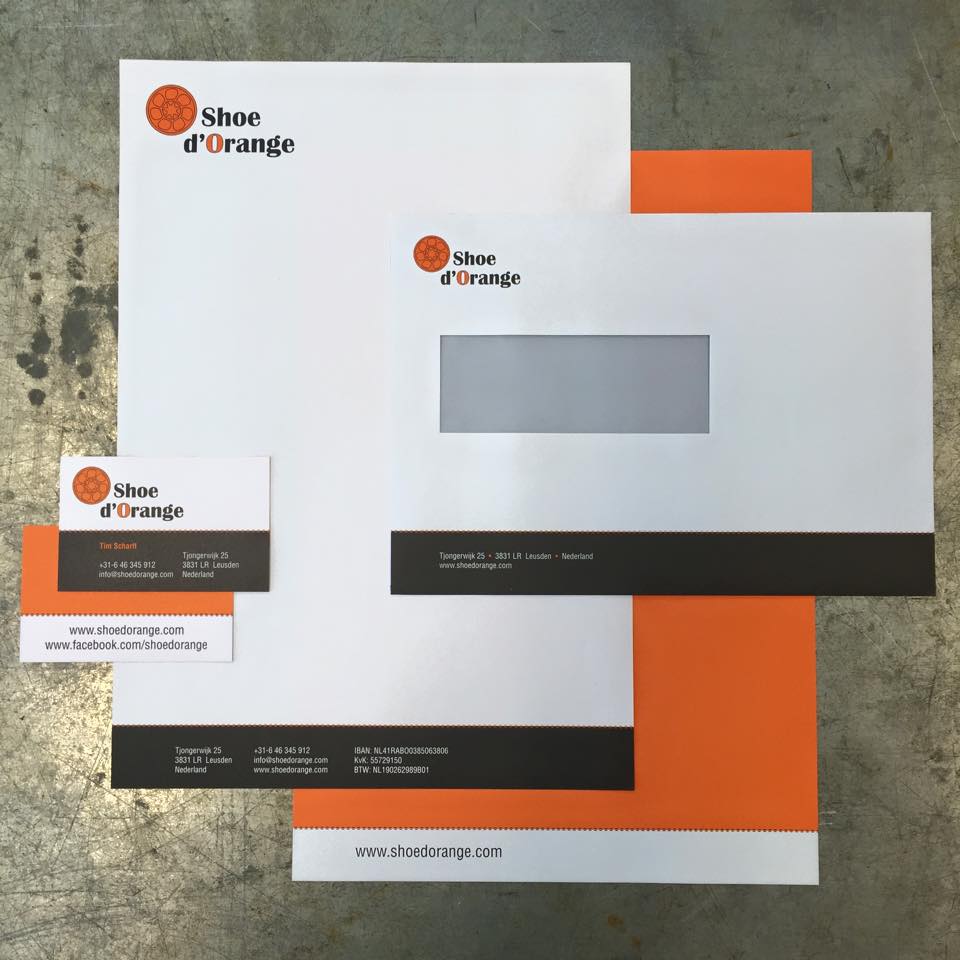 Shoe
d'Orange
Shoe
d'Orange
Tjongerwijk 25 • 3831 LR Leusden • Nederland
www.shoedorange.com
Shoe
d'Orange
Tim Scharfl
+31-6 46 345 912
info@shoedorange.com
Tjongerwijk 25
3831 LR Leusden
Nederland
www.shoedorange.com
www.facebook.com/shoedorange
Tjongerwijk 25
3831 LR Leusden
Nederland
+31-6 46 345 912
info@shoedorange.com
www.shoedorange.com
IBAN: NL41RABO0385063806
KvK: 55729150
BTW: NL190262989B01
www.shoedorange.com